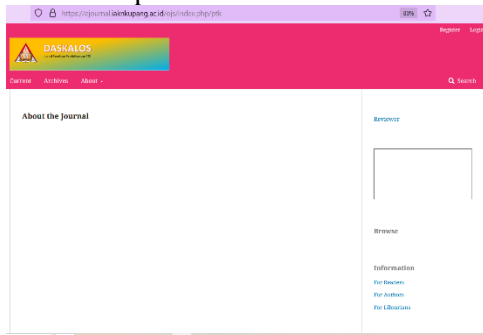 https://ejournal.iaknkupang.ac.id/ojs/index.php/ptk
80%
Register Login
DASKALOS
Current Archives About
Search
About the Journal
Reviewer
Browse
Information
For Readers
For Authors
For Librarians